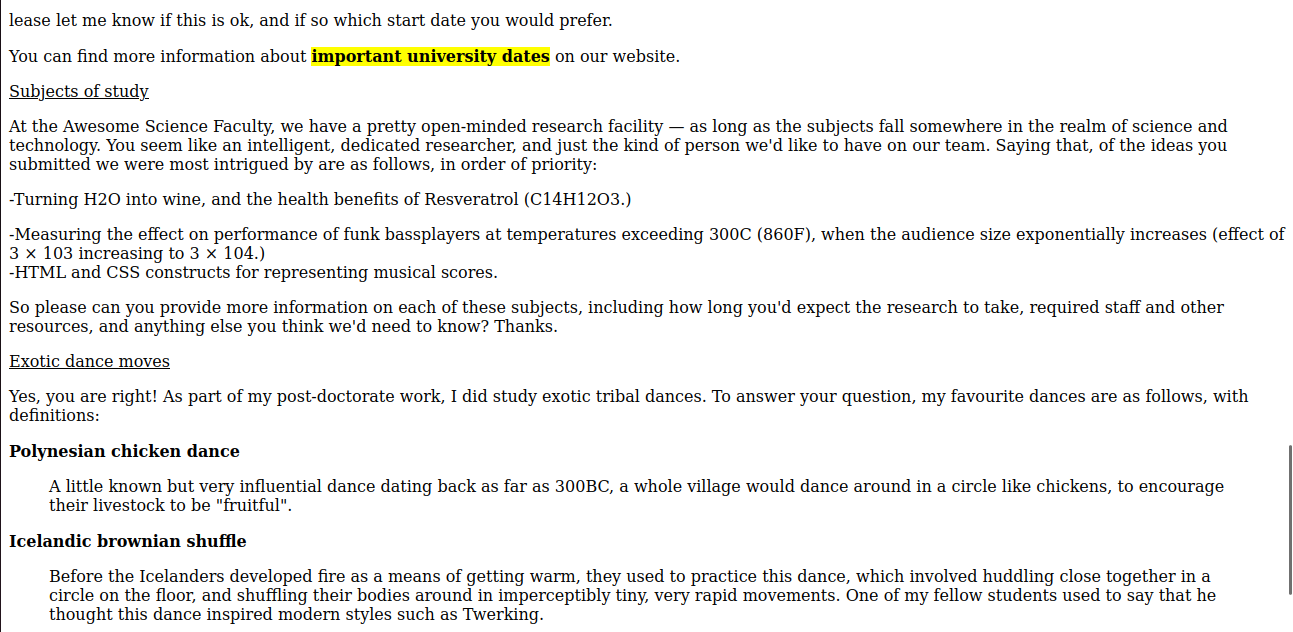 lease let me know if this is ok, and if so which start date you would prefer.
You can find more information about important university dates on our website.
Subjects of study
At the Awesome Science Faculty, we have a pretty open-minded research facility — as long as the subjects fall somewhere in the realm of science and
technology. You seem like an intelligent, dedicated researcher, and just the kind of person we'd like to have on our team. Saying that, of the ideas you
submitted we were most intrigued by are as follows, in order of priority:
-Turning H2O into wine, and the health benefits of Resveratrol (C14H12O3.)
-Measuring the effect on performance of funk bassplayers at temperatures exceeding 300C (860F), when the audience size exponentially increases (effect of
3 × 103 increasing to 3 × 104.)
-HTML and CSS constructs for representing musical scores.
So please can you provide more information on each of these subjects, including how long you'd expect the research to take, required staff and other
resources, and anything else you think we'd need to know? Thanks.
Exotic dance moves
Yes, you are right! As part of my post-doctorate work, I did study exotic tribal dances. To answer your question, my favourite dances are as follows, with
definitions:
Polynesian chicken dance
A little known but very influential dance dating back as far as 300BC, a whole village would dance around in a circle like chickens, to encourage
their livestock to be "fruitful".
Icelandic brownian shuffle
Before the Icelanders developed fire as a means of getting warm, they used to practice this dance, which involved huddling close together in a
circle on the floor, and shuffling their bodies around in imperceptibly tiny, very rapid movements. One of my fellow students used to say that he
thought this dance inspired modern styles such as Twerking.